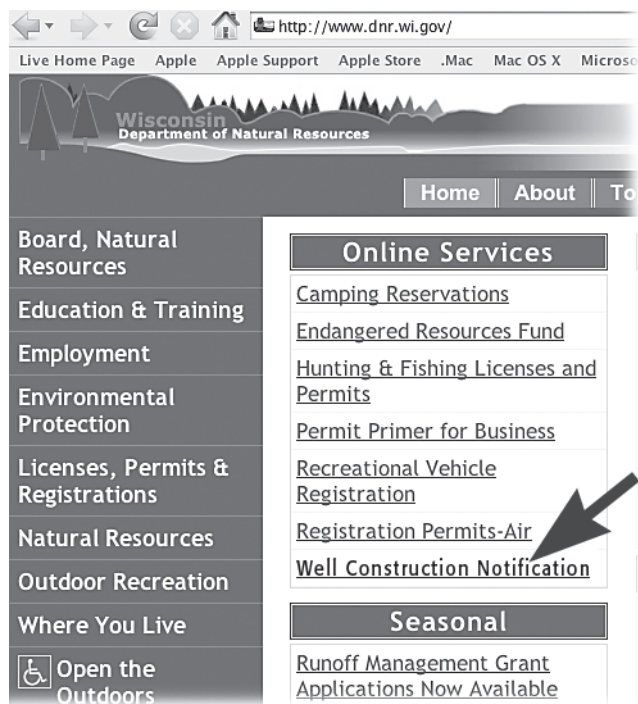 http://www.dnr.wi.gov/
Live Home Page Apple Apple Support Apple Store .Mac Mac OS X
Wisconsin
Department of Natural Resources
Home About
Board, Natural
Resources
Education & Training
Employment
Environmental
Protection
Licenses, Permits &
Registrations
Natural Resources
Outdoor Recreation
Where You Live
Open the
Outdoors
Online Services
Camping Reservations
Endangered Resources Fund
Hunting & Fishing Licenses and
Permits
Permit Primer for Business
Recreational Vehicle
Registration
Registration Permits-Air
Well Construction Notification
Seasonal
Runoff Management Grant
Applications Now Available